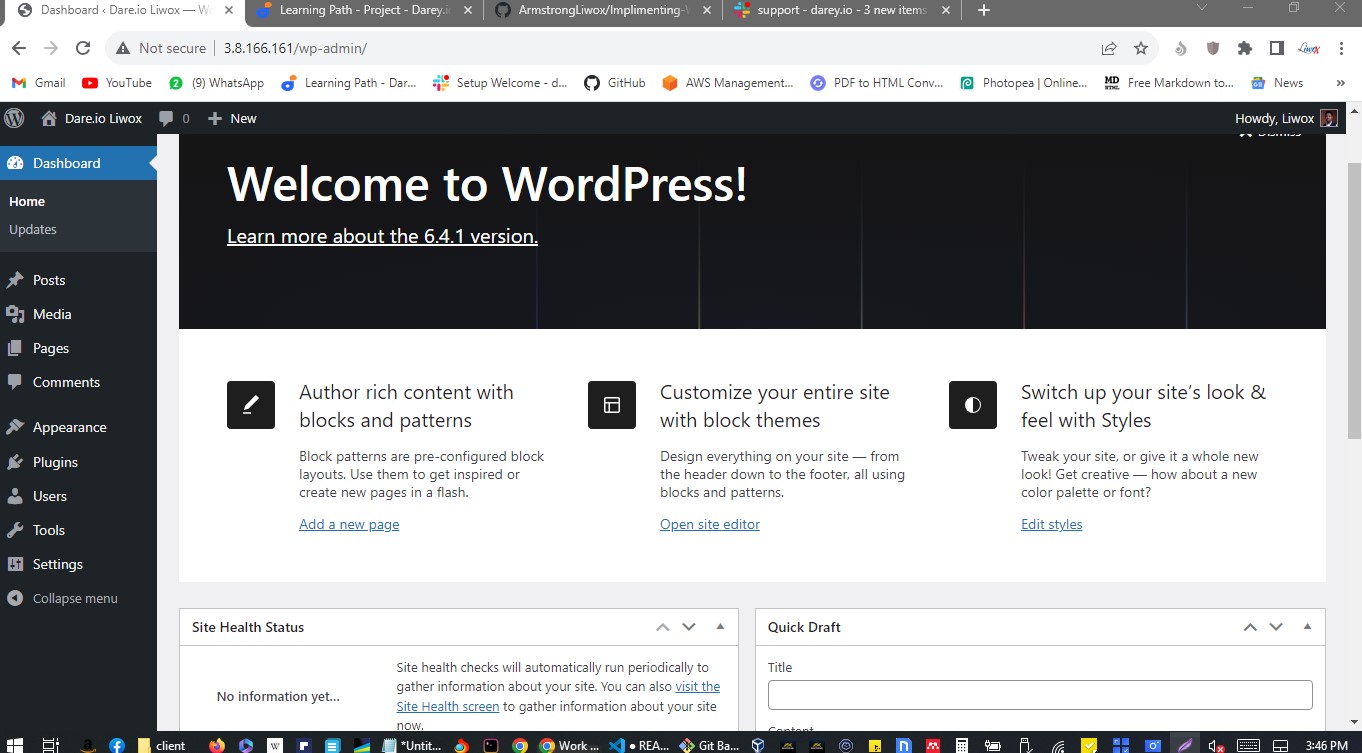 Dashboard ‹ Dare.io Liwox — W
Learning Path - Project - Darey.i
ArmstrongLiwox/Implimenting-
support - darey.io - 3 new items
Not secure
3.8.166.161/wp-admin/
Gmail
YouTube
(9) WhatsApp
Learning Path - Dar...
Setup Welcome - d...
GitHub
AWS Management...
PDF to HTML Conv...
Photopea | Online...
Free Markdown to...
News
»
Dare.io Liwox
0
New
Howdy, Liwox
Dismiss
Dashboard
Home
Updates
Posts
Media
Pages
Comments
Appearance
Plugins
Users
Tools
Settings
Collapse menu
Welcome to WordPress!
Learn more about the 6.4.1 version.
Author rich content with
blocks and patterns
Block patterns are pre-configured block
layouts. Use them to get inspired or
create new pages in a flash.
Add a new page
Customize your entire site
with block themes
Design everything on your site — from
the header down to the footer, all using
blocks and patterns.
Open site editor
Switch up your site’s look &
feel with Styles
Tweak your site, or give it a whole new
look! Get creative — how about a new
color palette or font?
Edit styles
Site Health Status
No information yet...
Site health checks will automatically run periodically to
gather information about your site. You can also visit the
Site Health screen to gather information about your site
now.
Quick Draft
Title
Content
client
*Untit...
Work ...
● REA...
Git Ba...
3:46 PM